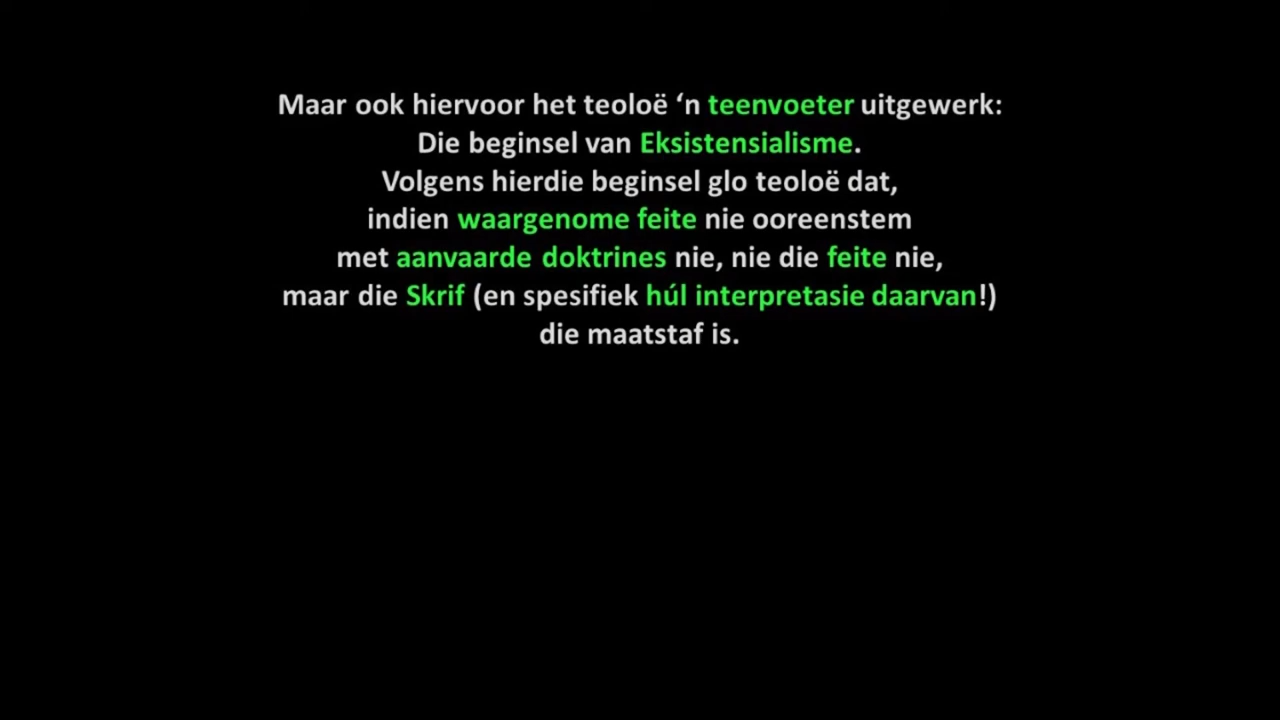 Maar ook hiervoor het teoloë ‘n teenvoeter uitgewerk:
Die beginsel van Eksistensialisme.
Volgens hierdie beginsel glo teoloë dat,
indien waargenome feite nie ooreenstem
met aanvaarde doktrines nie, nie die feite nie,
maar die Skrif (en spesifiek húl interpretasie daarvan!)
die maatstaf is.